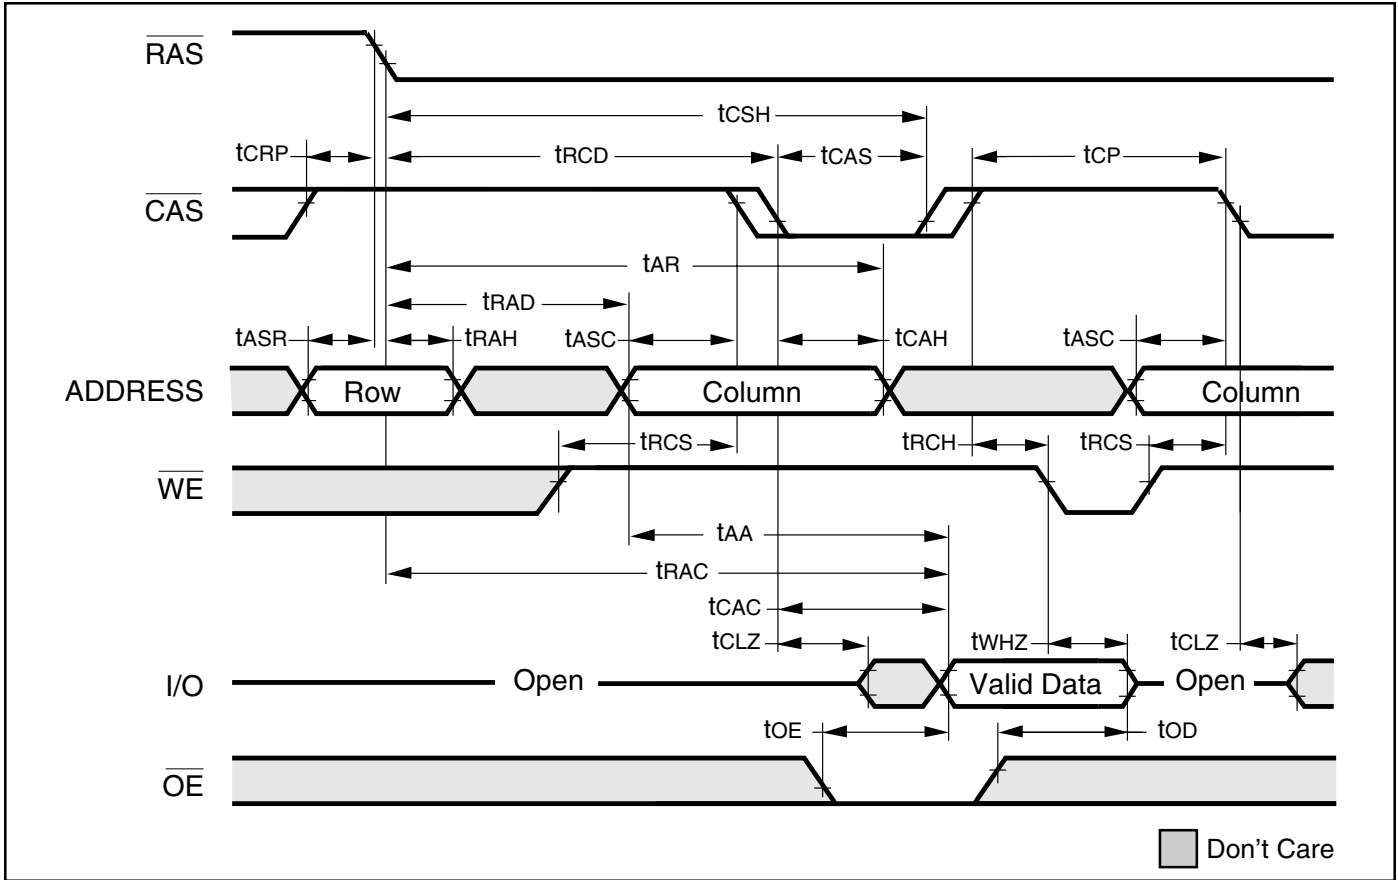 RAS
tCSH
tCRP
tRCD
tCAS
tCP
CAS
tAR
tRAD
tASR
tRAH
tASC
tCAH
tASC
ADDRESS
Row
Column
Column
tRCS
tRCH
tRCS
WE
tAA
tRAC
tCAC
tCLZ
tWHZ
tCLZ
I/O
Open
Valid Data
Open
tOE
tOD
OE
Don't Care